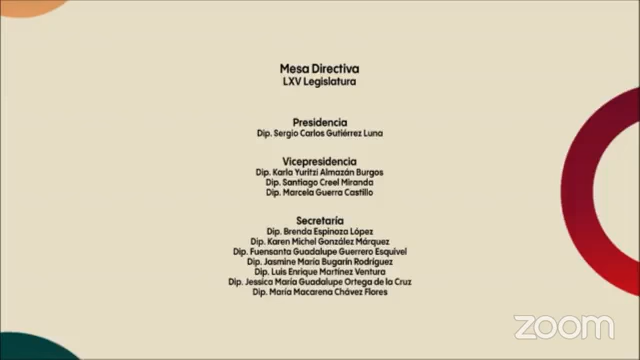 Mesa Directiva
LXV Legislatura
Presidencia
Dip. Sergio Carlos Gutiérrez Luna
Vicepresidencia
Dip. Karla Yuritzi Almazán Burgos
Dip. Santiago Creel Miranda
Dip. Marcela Guerra Castillo
Secretaría
Dip. Brenda Espinoza López
Dip. Karen Michel González Márquez
Dip. Fuensanta Guadalupe Guerrero Esquivel
Dip. Jasmine María Bugarín Rodríguez
Dip. Luis Enrique Martínez Ventura
Dip. Jessica María Guadalupe Ortega de la Cruz
Dip. María Macarena Chávez Flores
zoom